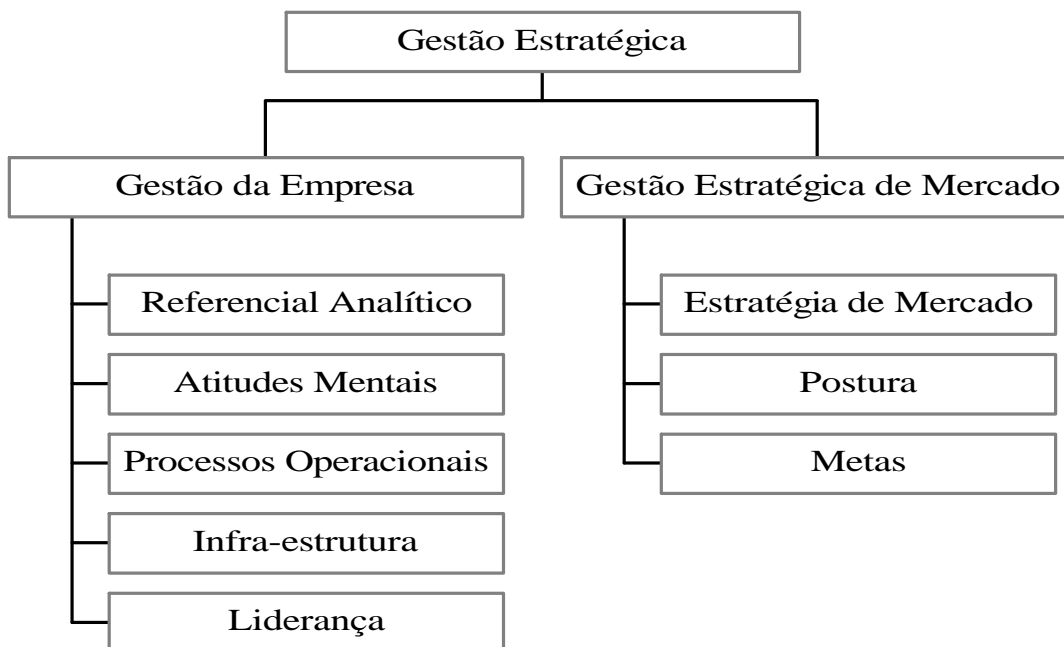 Gestão Estratégica
Gestão da Empresa
Gestão Estratégica de Mercado
Referencial Analítico
Estratégia de Mercado
Atitudes Mentais
Postura
Processos Operacionais
Metas
Infra-estrutura
Liderança